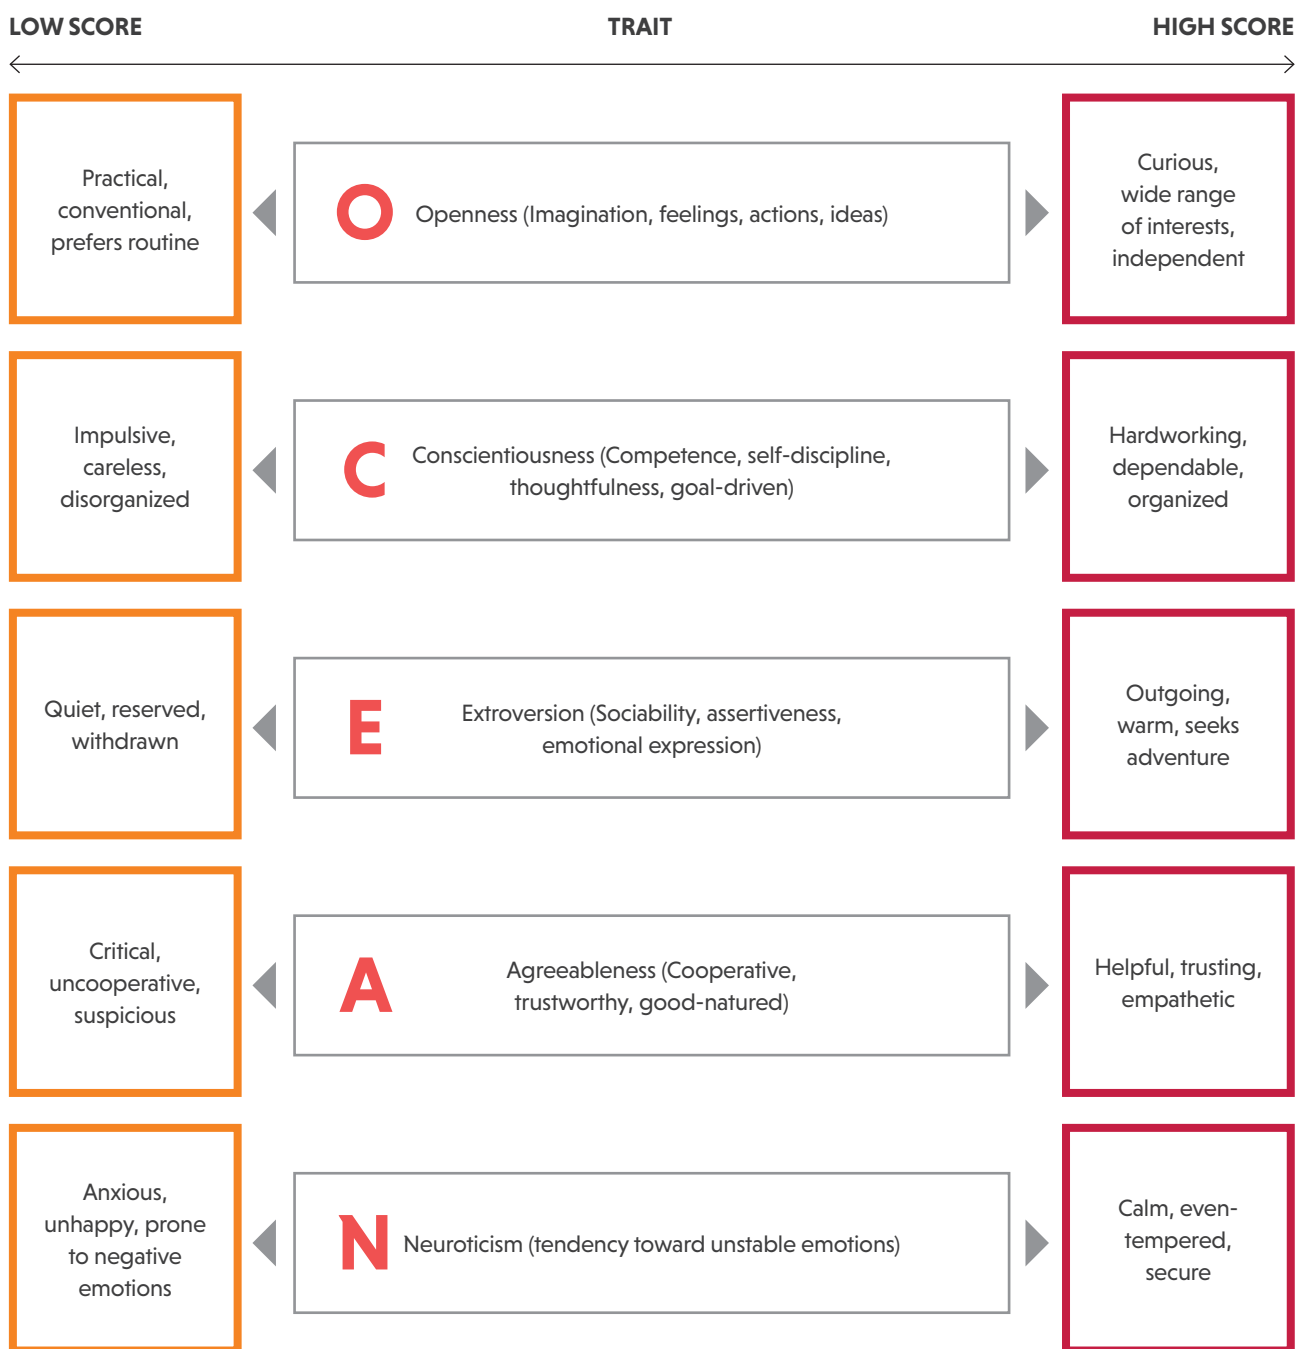 LOW SCORE
TRAIT
HIGH SCORE
Practical,
conventional,
prefers routine
O
Openness (Imagination, feelings, actions, ideas)
Curious,
wide range
of interests,
independent
Impulsive,
careless,
disorganized
C
Conscientiousness (Competence, self-discipline,
thoughtfulness, goal-driven)
Hardworking,
dependable,
organized
Quiet, reserved,
withdrawn
E
Extroversion (Sociability, assertiveness,
emotional expression)
Outgoing,
warm, seeks
adventure
Critical,
uncooperative,
suspicious
A
Agreeableness (Cooperative,
trustworthy, good-natured)
Helpful, trusting,
empathetic
Anxious,
unhappy, prone
to negative
emotions
N
Neuroticism (tendency toward unstable emotions)
Calm, even-
tempered,
secure